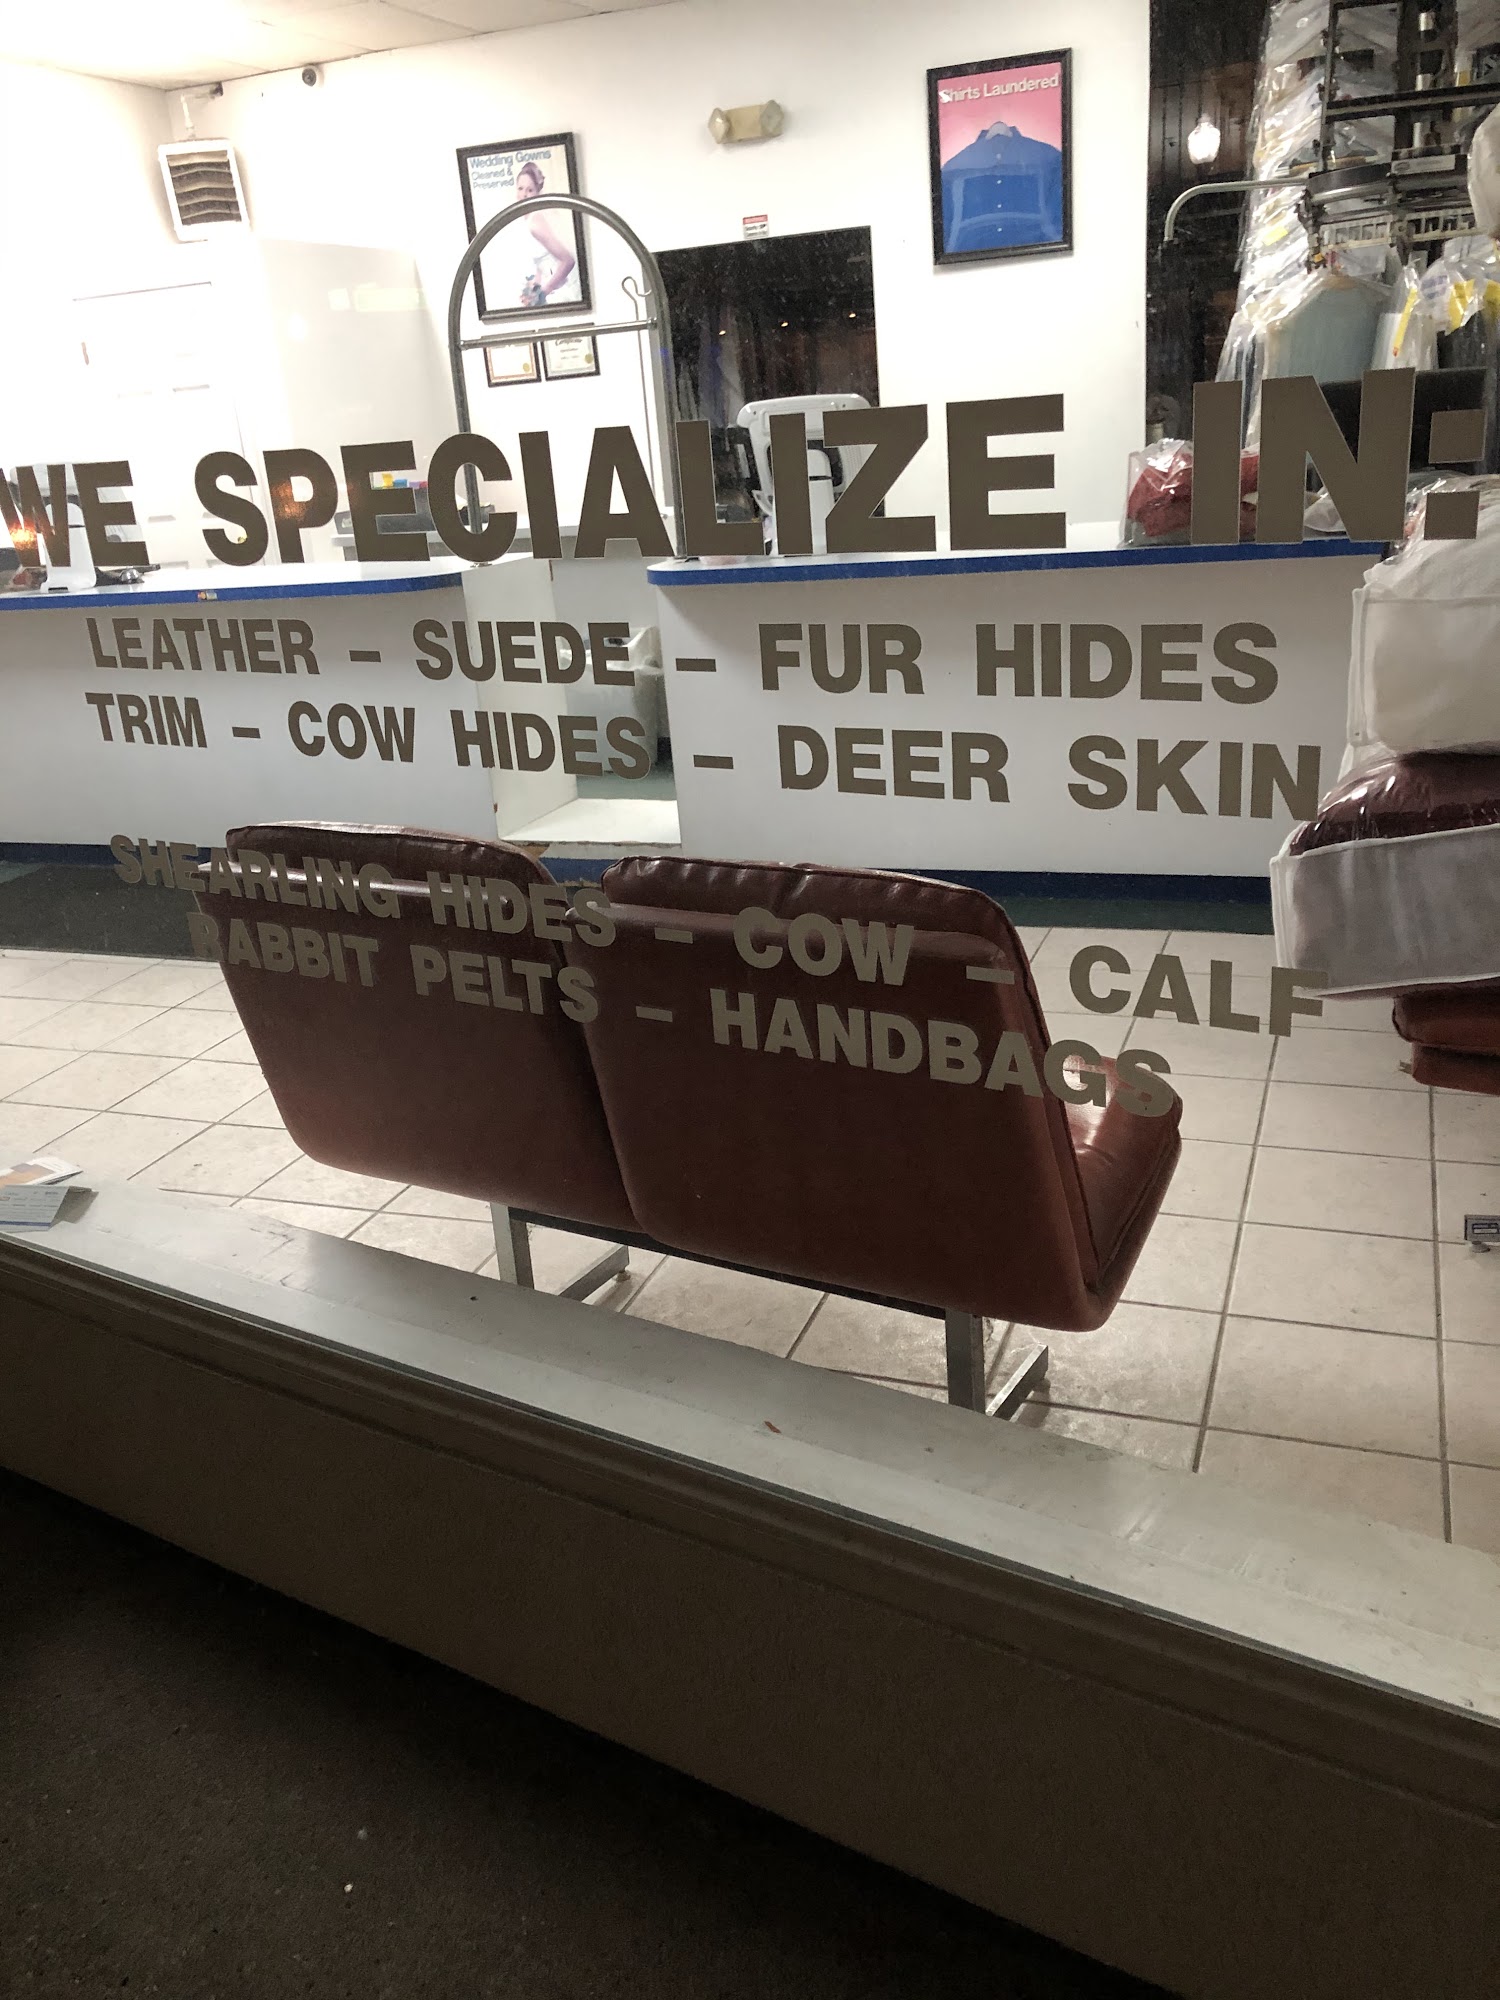 Shirts Laundered
Wedding Gowns
Cleaned &
Preserved
WE SPECIALIZE IN:
LEATHER – SUEDE – FUR HIDES
TRIM – COW HIDES – DEER SKIN
SHEARLING HIDES – COW – CALF
RABBIT PELTS – HANDBAGS